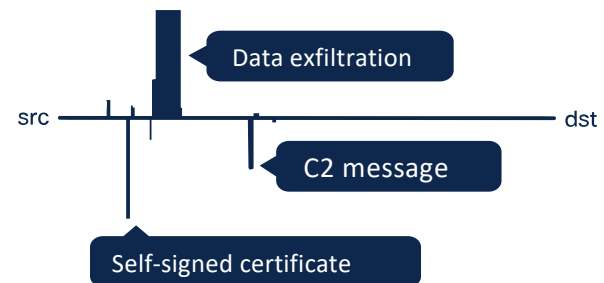 Data exfiltration
src
dst
C2 message
Self-signed certificate